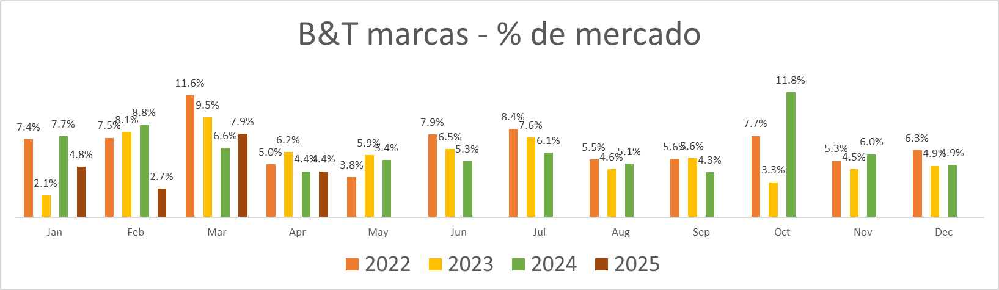 B&T marcas - % de mercado
7.4% 2.1% 7.7% 4.8%
7.5% 8.1% 8.8% 2.7%
11.6% 9.5% 6.6% 7.9%
5.0% 6.2% 4.4% 4.4%
3.8% 5.9% 5.4%
7.9% 6.5% 5.3%
8.4% 7.6% 6.1%
5.5% 4.6% 5.1%
5.6% 5.6% 4.3%
7.7% 3.3% 11.8%
5.3% 4.5% 6.0%
6.3% 4.9% 4.9%
Jan Feb Mar Apr May Jun Jul Aug Sep Oct Nov Dec
2022 2023 2024 2025